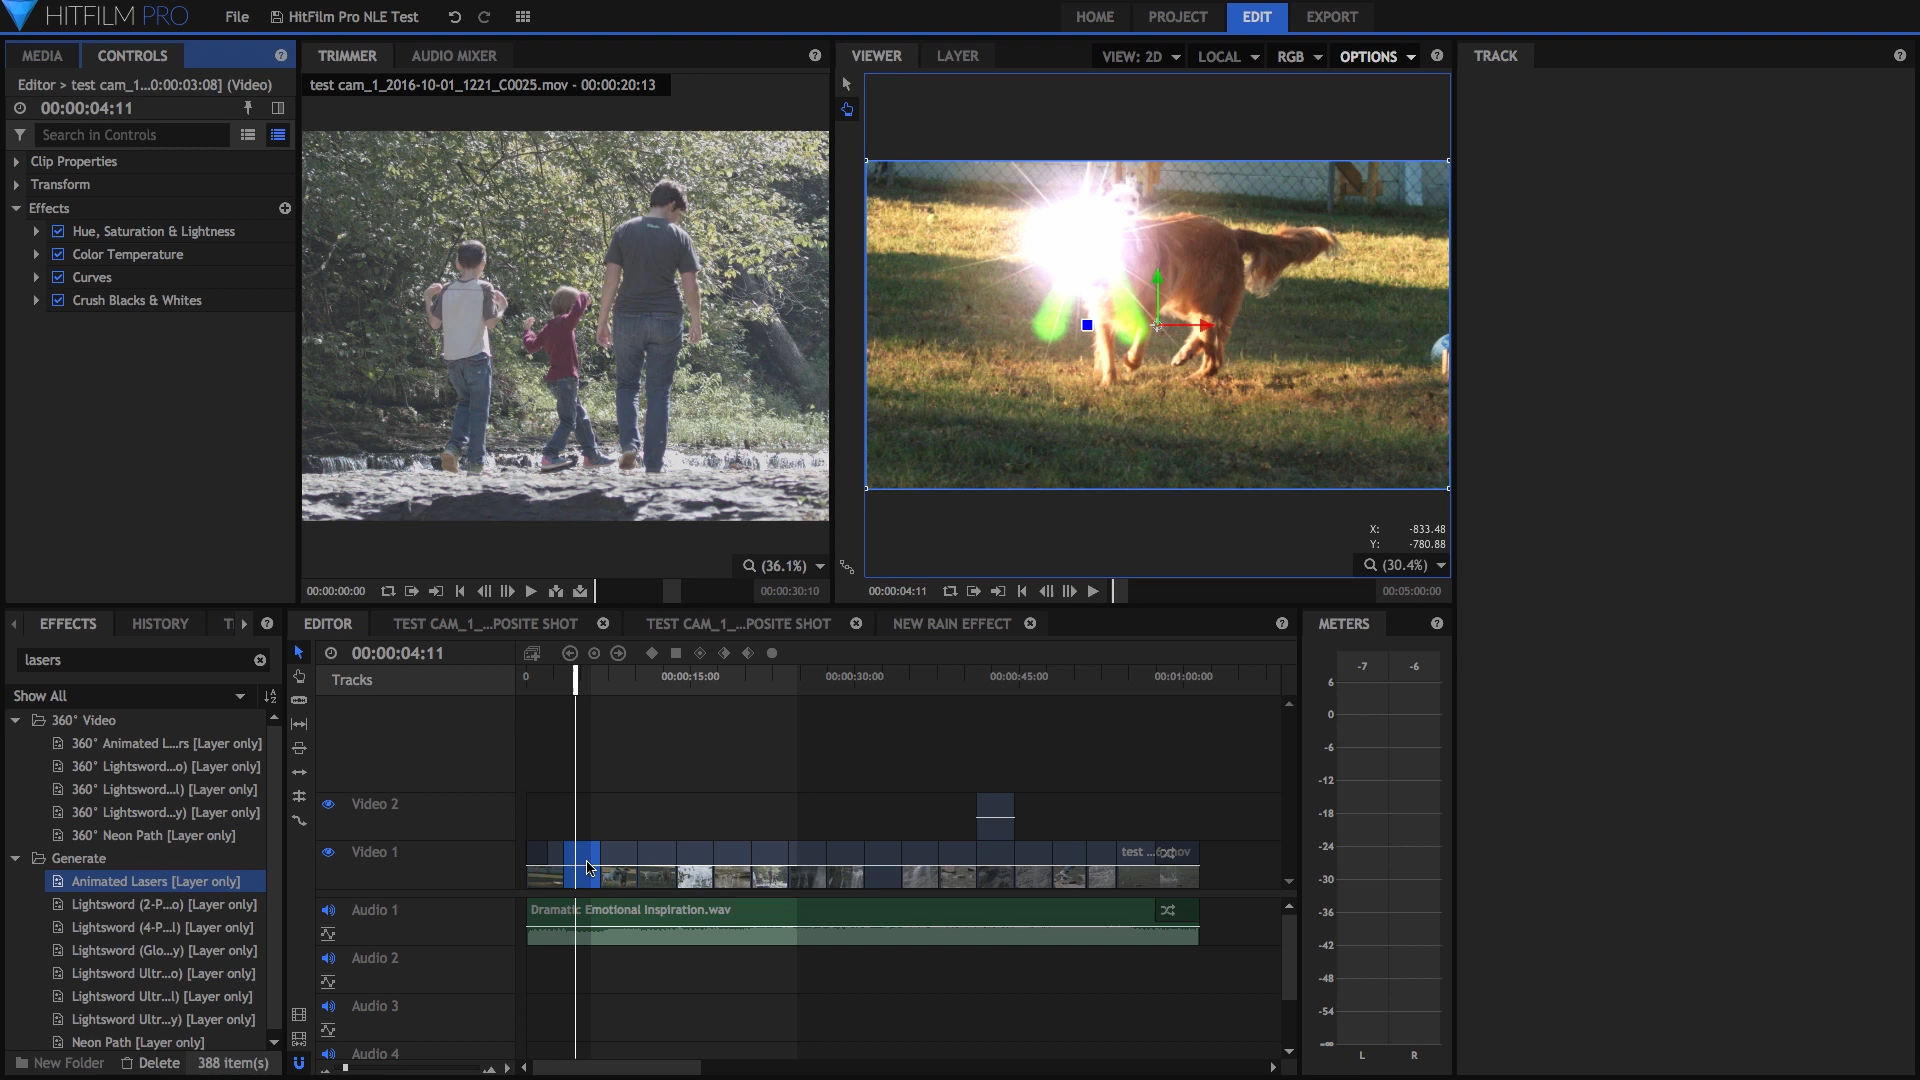 HITFILM PRO
File
HitFilm Pro NLE Test
HOME
PROJECT
EDIT
EXPORT
MEDIA
CONTROLS
Editor > test cam_1...0:00:03:08] (Video)
00:00:04:11
Search in Controls
Clip Properties
Transform
Effects
Hue, Saturation & Lightness
Color Temperature
Curves
Crush Blacks & Whites
TRIMMER
AUDIO MIXER
test cam_1_2016-10-01_1221_C0025.mov - 00:00:20:13
(36.1%)
00:00:00:00
00:00:30:10
VIEWER
LAYER
VIEW: 2D
LOCAL
RGB
OPTIONS
X: -833.48
Y: -780.88
(30.4%)
00:00:04:11
00:05:00:00
TRACK
EFFECTS
HISTORY
T
lasers
Show All
360° Video
360° Animated L...rs [Layer only]
360° Lightsword...o) [Layer only]
360° Lightsword...l) [Layer only]
360° Lightsword...y) [Layer only]
360° Neon Path [Layer only]
Generate
Animated Lasers [Layer only]
Lightsword (2-P...o) [Layer only]
Lightsword (4-P...l) [Layer only]
Lightsword (Glo...y) [Layer only]
Lightsword Ultr...o) [Layer only]
Lightsword Ultr...l) [Layer only]
Lightsword Ultr...y) [Layer only]
Neon Path [Layer only]
New Folder
Delete
388 item(s)
EDITOR
TEST CAM_1_...POSITE SHOT
TEST CAM_1_...POSITE SHOT
NEW RAIN EFFECT
00:00:04:11
Tracks
0
00:00:15:00
00:00:30:00
00:00:45:00
00:01:00:00
Video 2
Video 1
test ...6.mov
Audio 1
Dramatic Emotional Inspiration.wav
Audio 2
Audio 3
Audio 4
METERS
-7
-6
6
0
-6
-12
-18
-24
-30
-36
-42
-48
-54
-∞
L
R